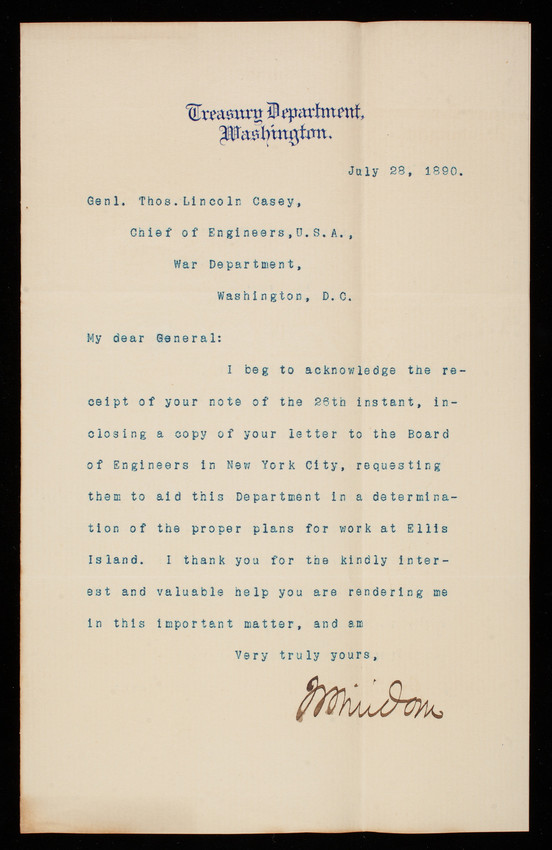 Treasury Department,
Washington.
July 28, 1890.
Genl. Thos. Lincoln Casey,
Chief of Engineers, U.S.A.,
War Department,
Washington, D.C.
My dear General:
I beg to acknowledge the re-
ceipt of your note of the 26th instant, in-
closing a copy of your letter to the Board
of Engineers in New York City, requesting
them to aid this Department in a determina-
tion of the proper plans for work at Ellis
Island. I thank you for the kindly inter-
est and valuable help you are rendering me
in this important matter, and am
Very truly yours,
W Windom